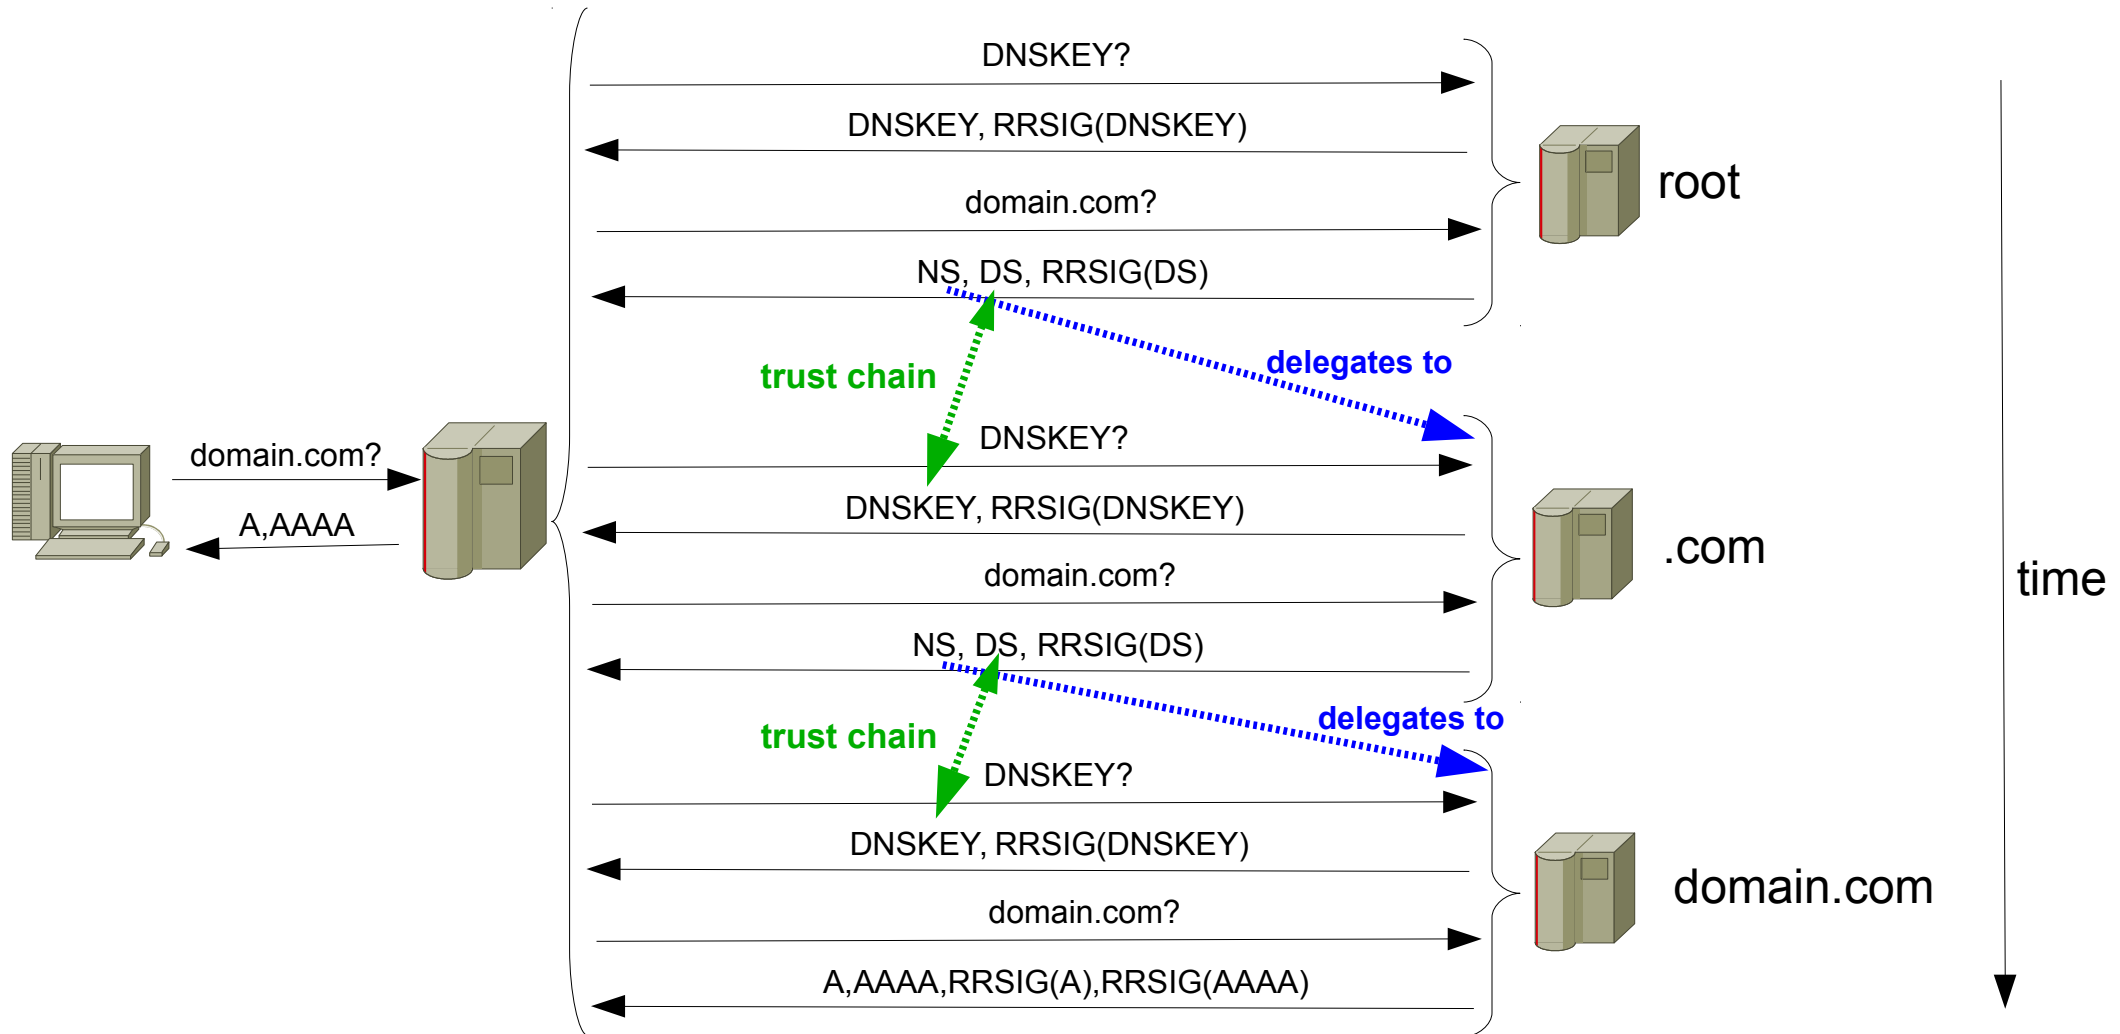 DNSKEY?
DNSKEY, RRSIG(DNSKEY)
root
domain.com?
NS, DS, RRSIG(DS)
trust chain
delegates to
DNSKEY?
domain.com?
A,AAAA
DNSKEY, RRSIG(DNSKEY)
.com
domain.com?
time
NS, DS, RRSIG(DS)
trust chain
delegates to
DNSKEY?
DNSKEY, RRSIG(DNSKEY)
domain.com
domain.com?
A,AAAA,RRSIG(A),RRSIG(AAAA)